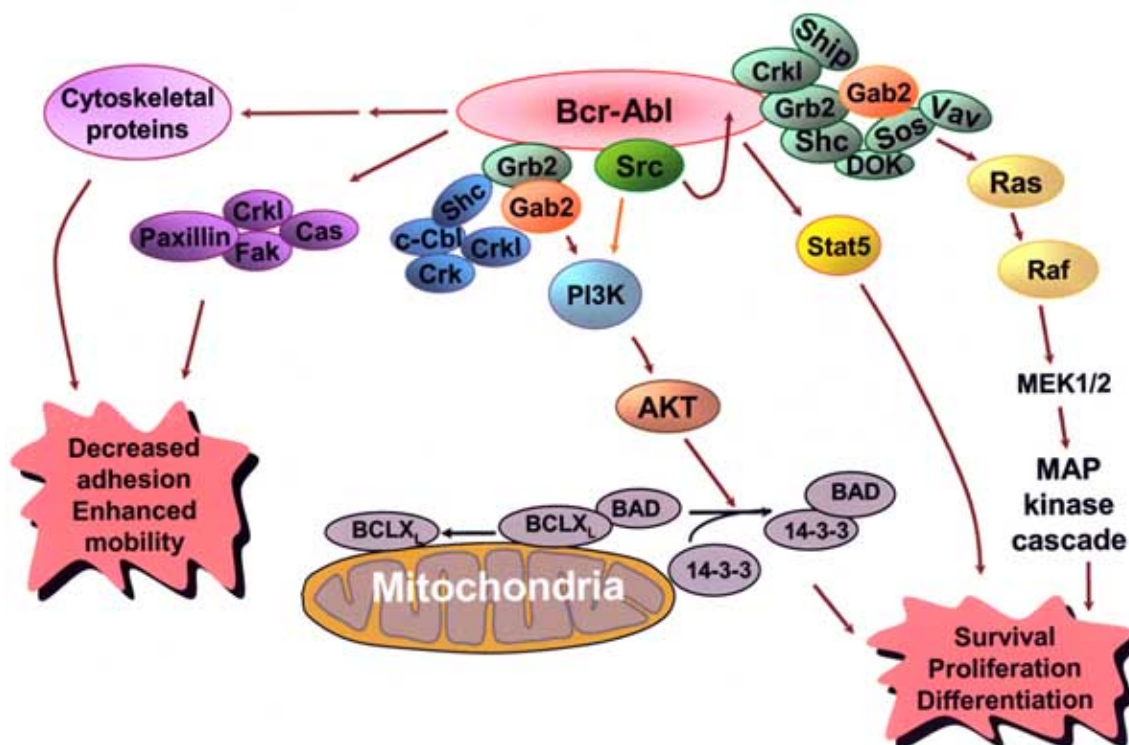 Cytoskeletal
proteins
Bcr-Abl
Crkl
Ship
Grb2
Gab2
Shc
Sos
Vav
DOK
Grb2
Src
Shc
Gab2
c-Cbl
Crkl
Crk
Crkl
Paxillin
Cas
Fak
PI3K
Stat5
Ras
Raf
MEK1/2
MAP
kinase
cascade
AKT
Decreased
adhesion
Enhanced
mobility
BCLXL
BCLXL
BAD
BAD
14-3-3
14-3-3
Mitochondria
Survival
Proliferation
Differentiation